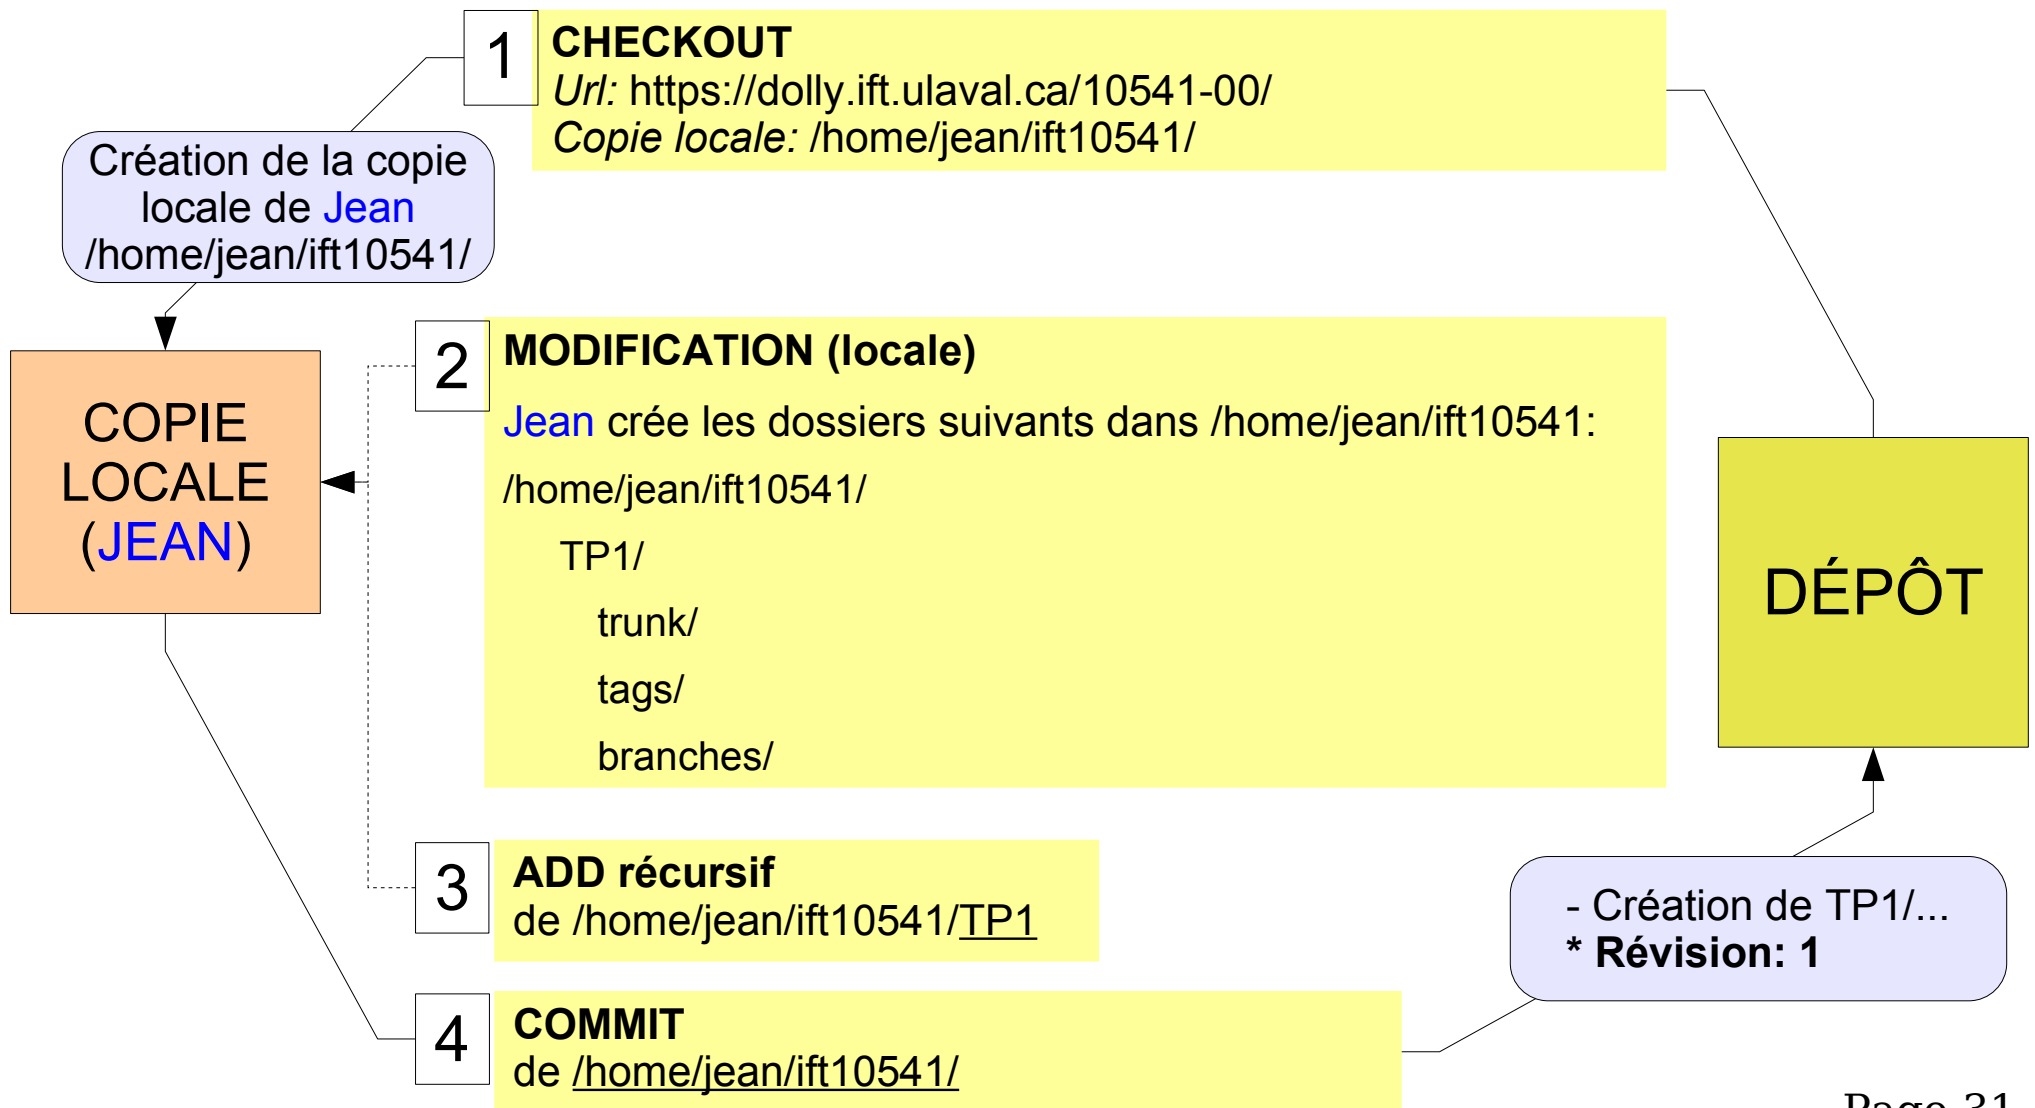 1
CHECKOUT
Url: https://dolly.ift.ulaval.ca/10541-00/
Copie locale: /home/jean/ift10541/
Création de la copie
locale de Jean
/home/jean/ift10541/
COPIE
LOCALE
(JEAN)
2
MODIFICATION (locale)
Jean crée les dossiers suivants dans /home/jean/ift10541:
/home/jean/ift10541/
TP1/
trunk/
tags/
branches/
DÉPÔT
3
ADD récursif
de /home/jean/ift10541/TP1
- Création de TP1/...
* Révision: 1
4
COMMIT
de /home/jean/ift10541/
Page 31